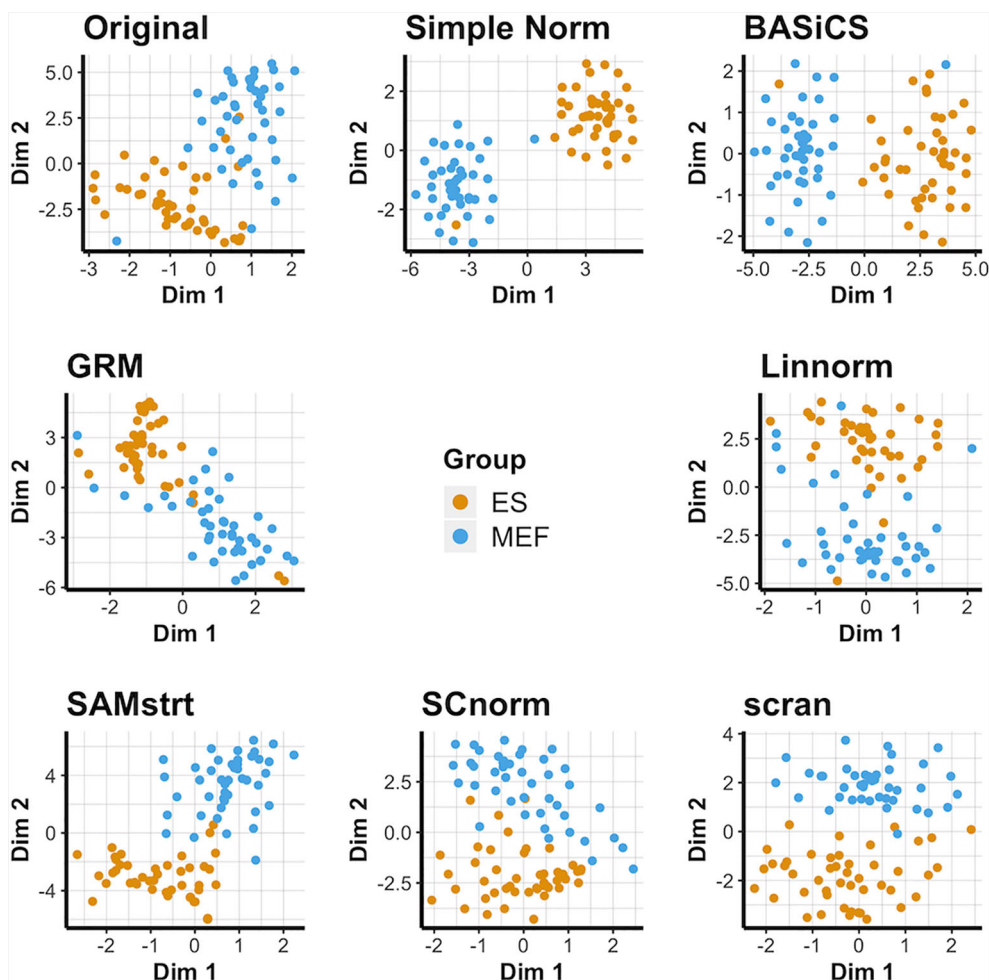 Original
Simple Norm
BASiCS
Dim 2
5.0
2.5
0.0
-2.5
-3
-2
-1
0
1
2
Dim 1
Dim 2
2
0
-2
-6
-3
0
3
Dim 1
Dim 2
2
1
0
-1
-2
-5.0
-2.5
0.0
2.5
5.0
Dim 1
GRM
Linnorm
Dim 2
3
0
-3
-6
-2
0
2
Dim 1
Group
ES
MEF
Dim 2
2.5
0.0
-2.5
-5.0
-2
-1
0
1
2
Dim 1
SAMstrt
SCnorm
scran
Dim 2
4
0
-4
-2
-1
0
1
2
Dim 1
Dim 2
2.5
0.0
-2.5
-2
-1
0
1
2
Dim 1
Dim 2
4
2
0
-2
-2
-1
0
1
2
Dim 1